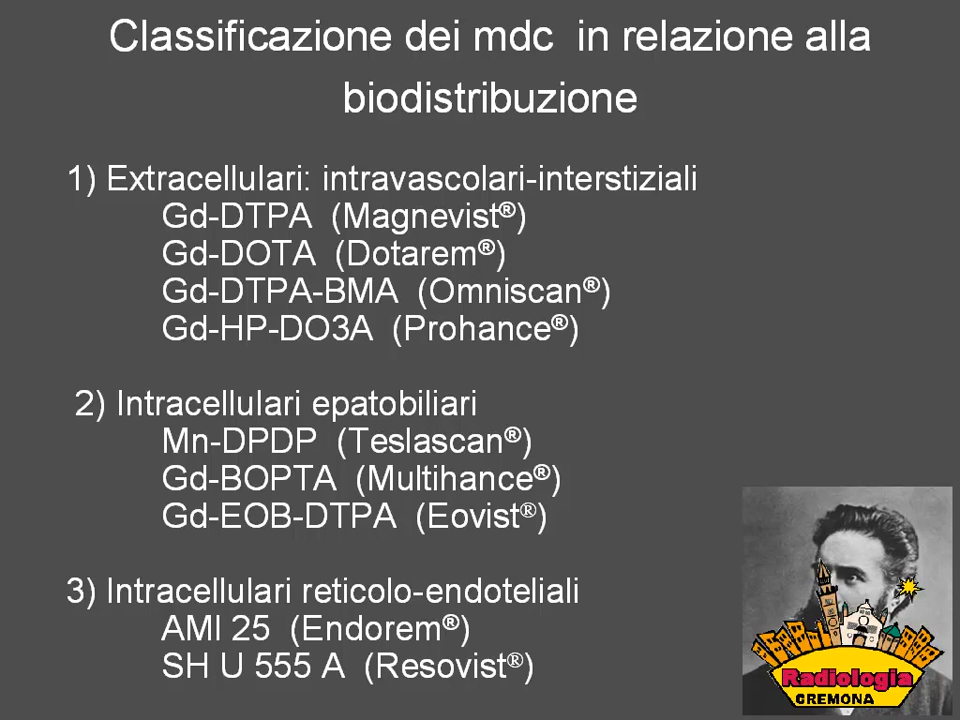 Classificazione dei mdc in relazione alla
biodistribuzione
1) Extracellulari: intravascolari-interstiziali
Gd-DTPA (Magnevist®)
Gd-DOTA (Dotarem®)
Gd-DTPA-BMA (Omniscan®)
Gd-HP-DO3A (Prohance®)
2) Intracellulari epatobiliari
Mn-DPDP (Teslascan®)
Gd-BOPTA (Multihance®)
Gd-EOB-DTPA (Eovist®)
3) Intracellulari reticolo-endoteliali
AMI 25 (Endorem®)
SH U 555 A (Resovist®)
Radiologia
CREMONA